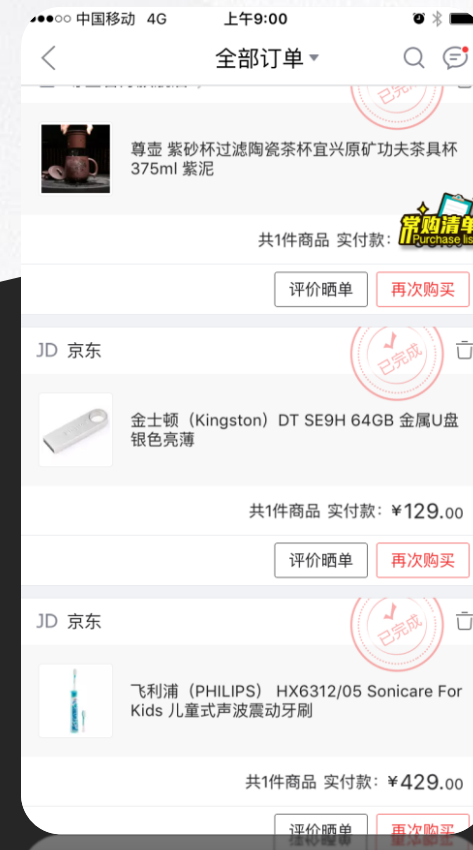 中国移动 4G 上午9:00
全部订单
已完成
尊壶 紫砂杯过滤陶瓷茶杯宜兴原矿功夫茶具杯
375ml 紫泥
常购清单
Purchase lis
共1件商品 实付款:
评价晒单 再次购买
JD 京东
已完成
金士顿（Kingston）DT SE9H 64GB 金属U盘
银色亮薄
共1件商品 实付款: ¥129.00
评价晒单 再次购买
JD 京东
已完成
飞利浦（PHILIPS） HX6312/05 Sonicare For
Kids 儿童式声波震动牙刷
共1件商品 实付款: ¥429.00
评价晒单 再次购买